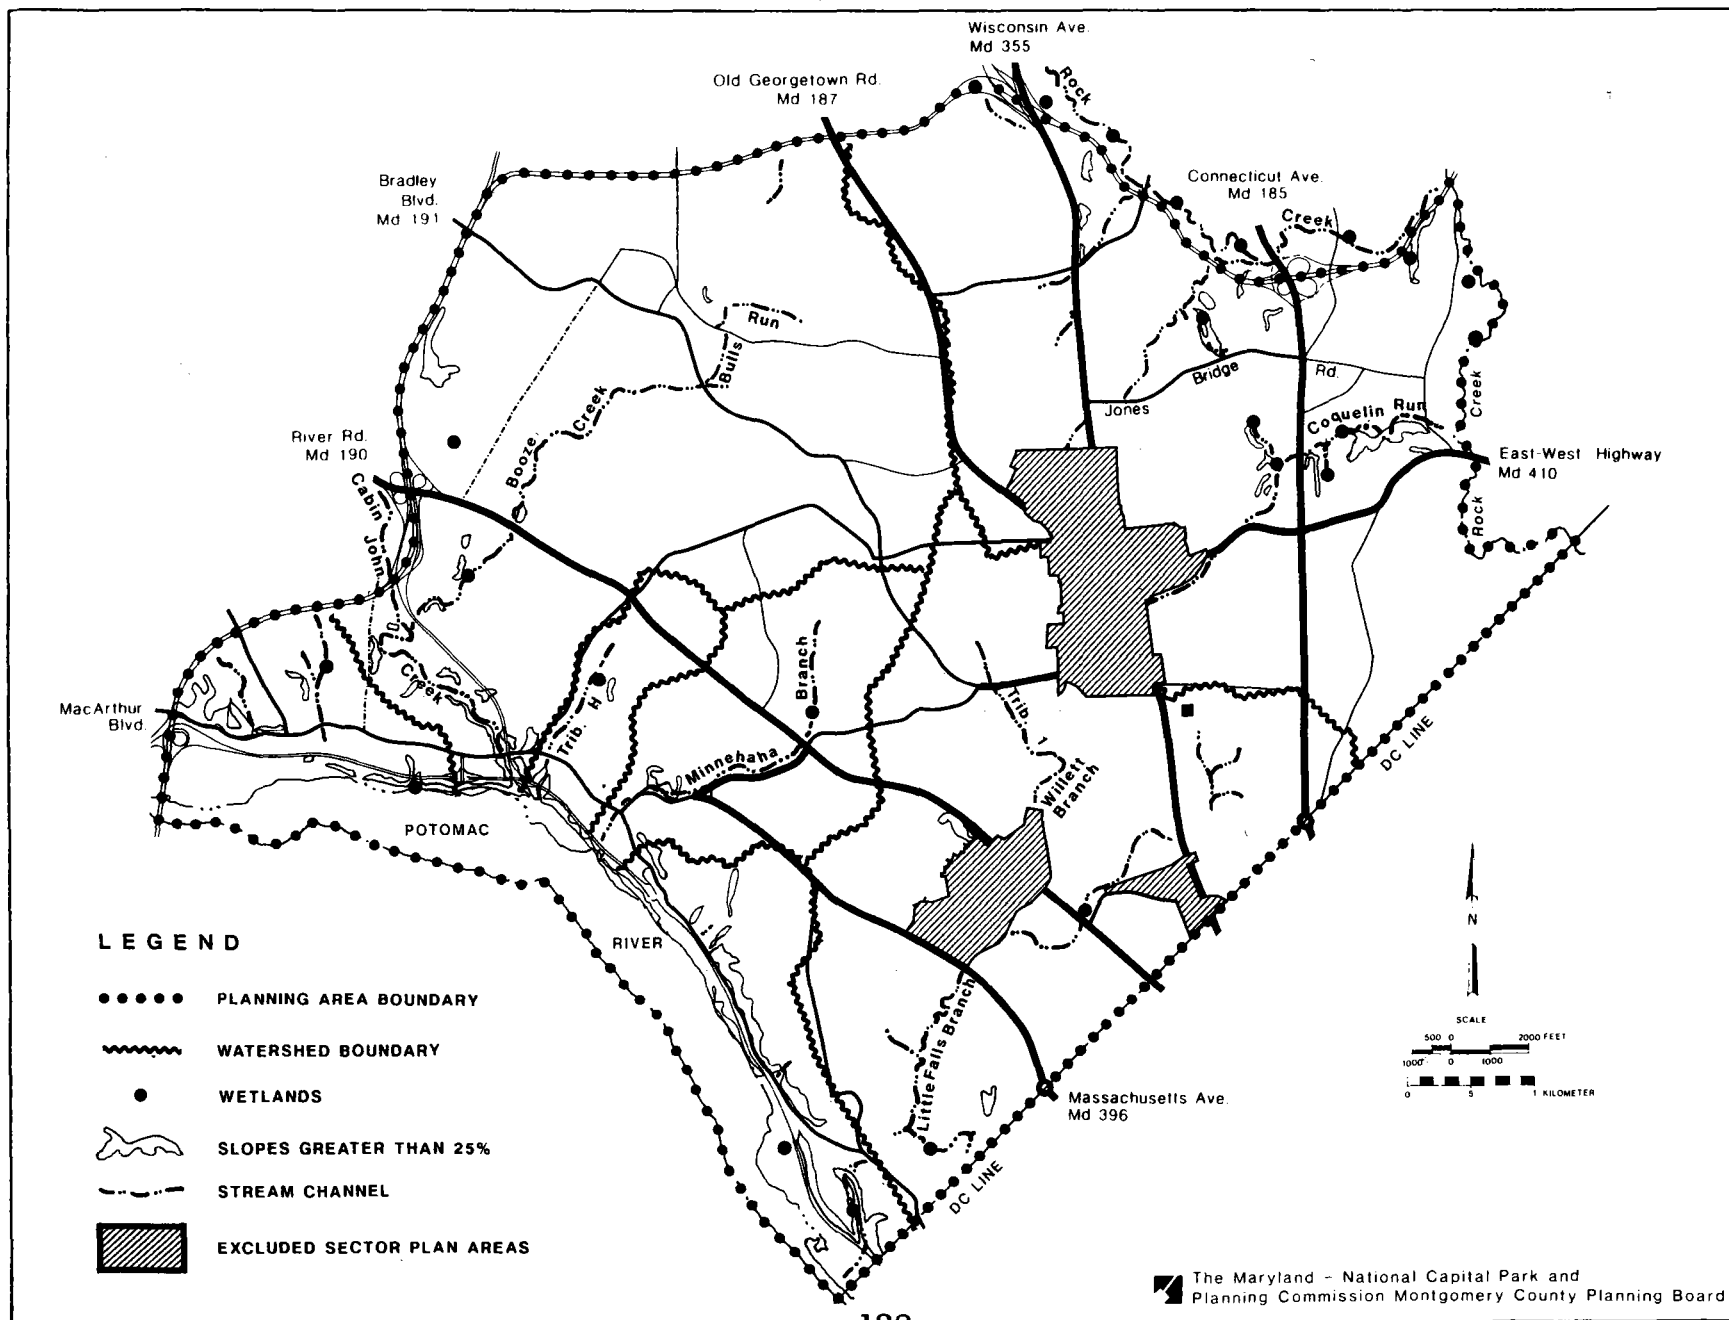 Wisconsin Ave.
Md 355
Old Georgetown Rd.
Md 187
Rock
Bradley
Blvd.
Md 191
Connecticut Ave.
Md 185
Creek
Run
Bulls
Creek
Booze
Bridge
Rd.
Jones
Coquelin Run
Creek
Rock
East-West Highway
Md 410
River Rd.
Md 190
Cabin
John
Creek
MacArthur
Blvd.
Trib. H
Branch
Minnehaha
Trib. 1
Willett
Branch
DC LINE
POTOMAC
RIVER
Little Falls Branch
Massachusetts Ave.
Md 396
DC LINE
LEGEND
PLANNING AREA BOUNDARY
WATERSHED BOUNDARY
WETLANDS
SLOPES GREATER THAN 25%
STREAM CHANNEL
EXCLUDED SECTOR PLAN AREAS
N
SCALE
500 0 2000 FEET
1000 0 1000
0 5 1 KILOMETER
The Maryland - National Capital Park and
Planning Commission Montgomery County Planning Board